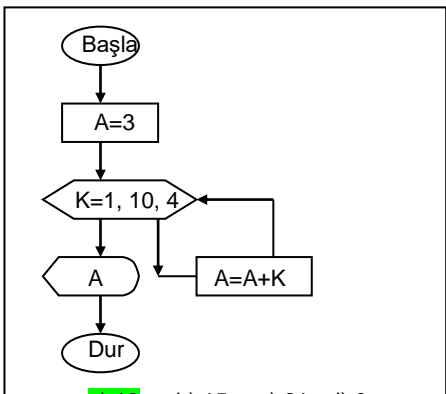 Başla
A=3
K=1, 10, 4
A
A=A+K
Dur